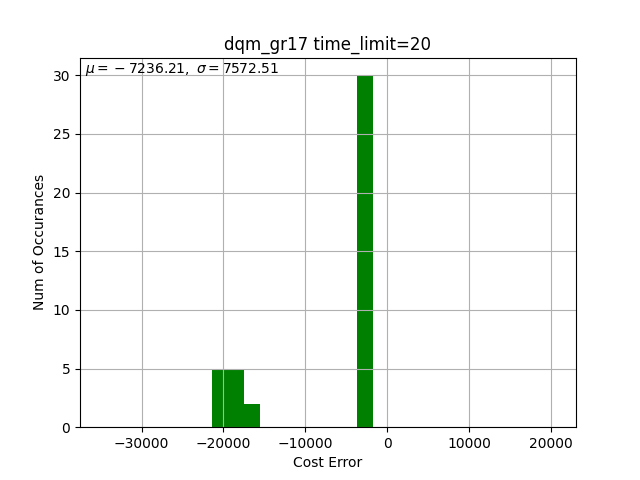 dqm_gr17 time_limit=20
μ = − 7236.21, σ = 7572.51
30
25
20
15
10
5
0
Num of Occurances
−30000 −20000 −10000 0 10000 20000
Cost Error